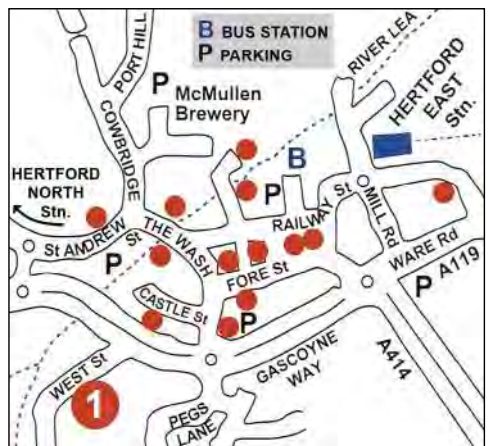 B BUS STATION
P PARKING
PORT HILL
RIVER LEA
P
McMullen
Brewery
COWBRIDGE
HERTFORD
EAST
Stn.
B
HERTFORD
NORTH
Stn.
P
RAILWAY St
MILL Rd
St ANDREW St
THE WASH
P
FORE St
WARE Rd
P
A119
CASTLE St
P
WEST St
GASCOYNE
WAY
A414
1
PEGS
LANE